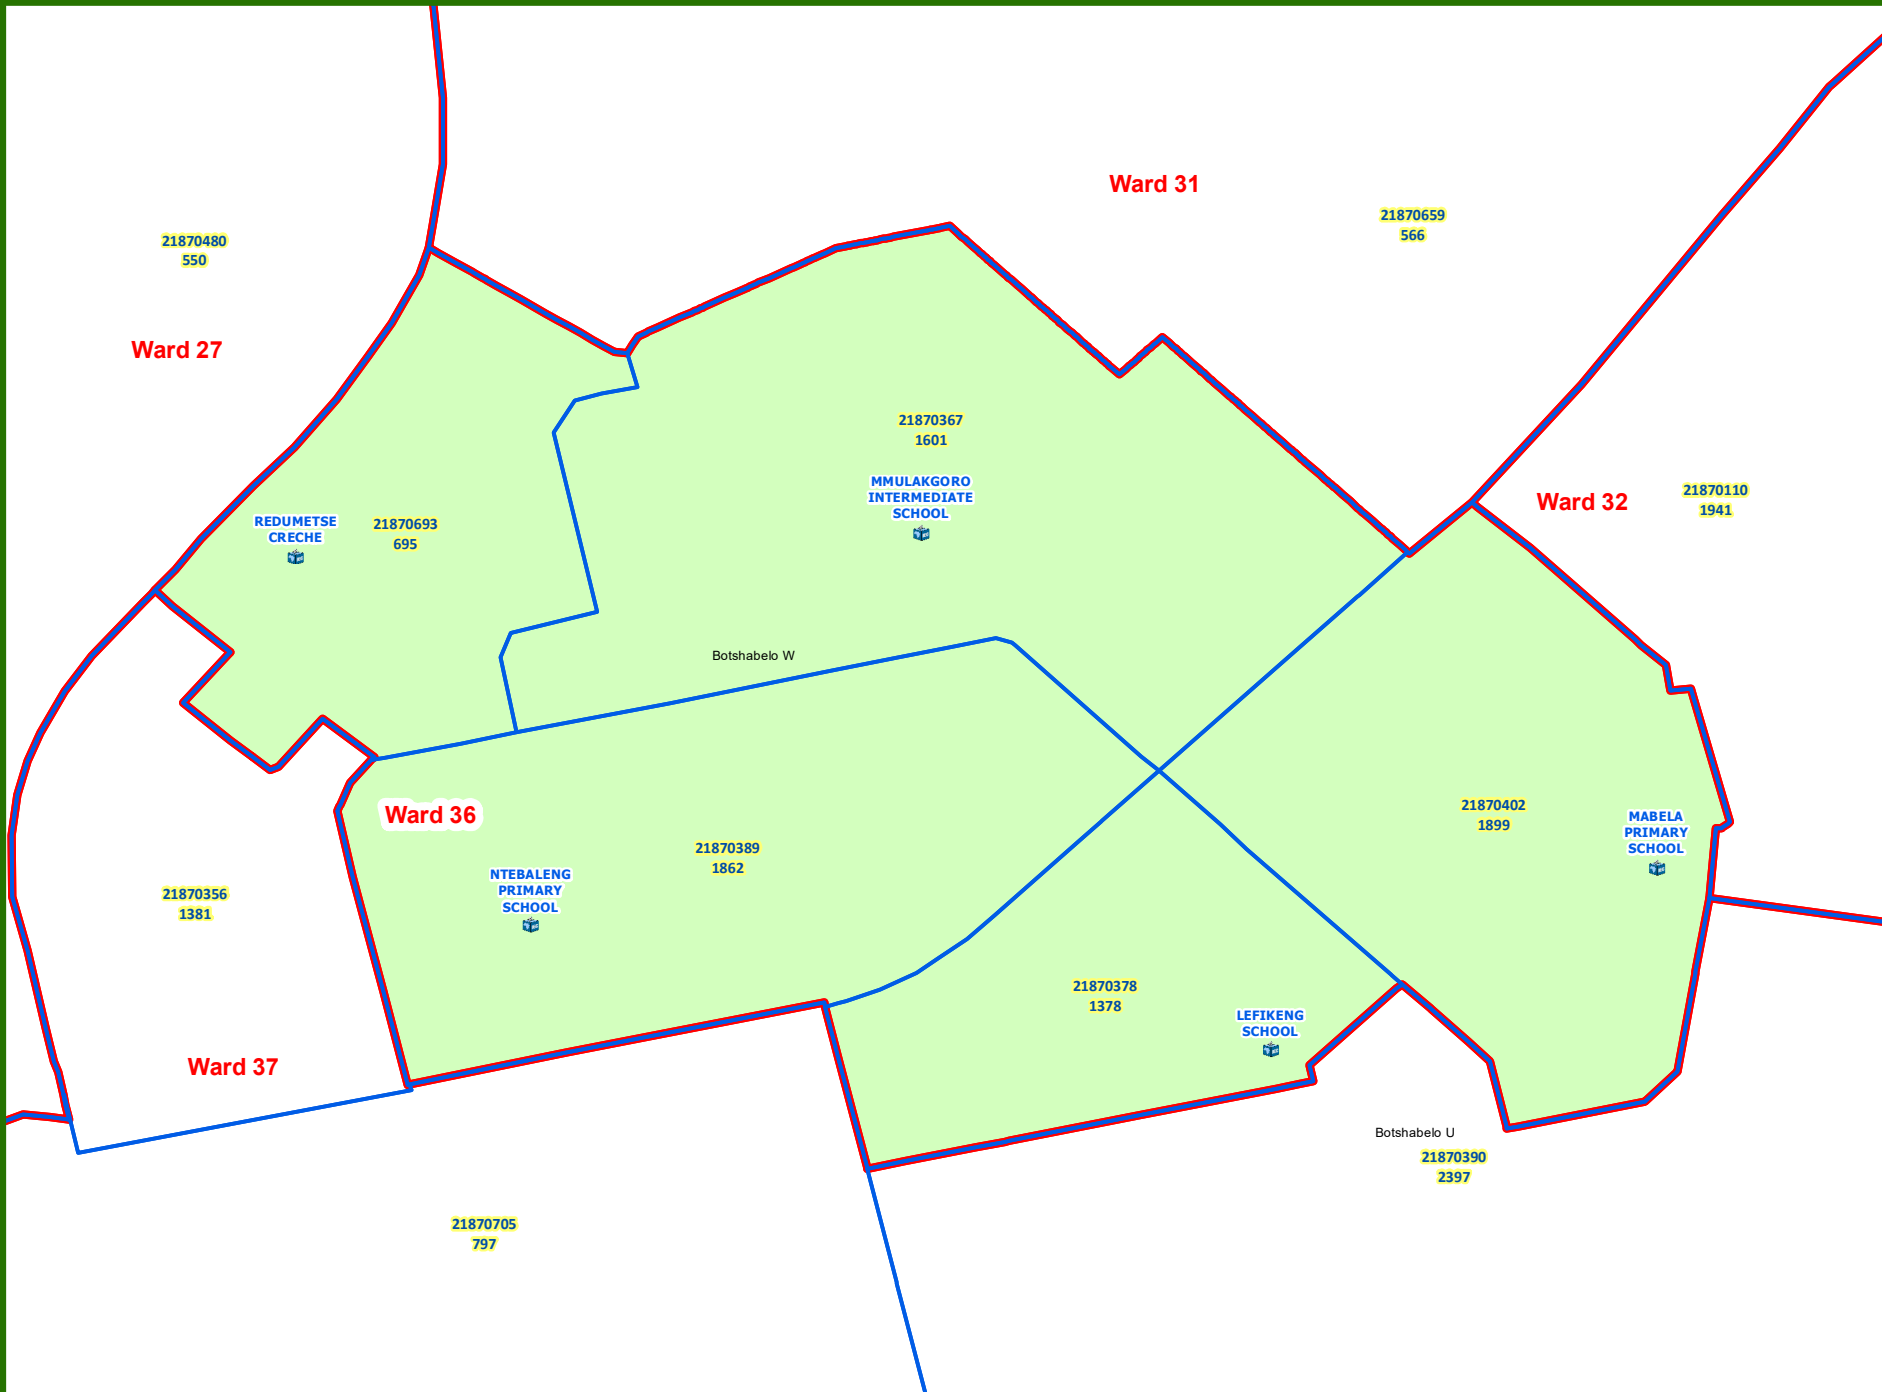 Ward 31
21870659
566
21870480
550
Ward 27
21870367
1601
MMULAKGORO
INTERMEDIATE
SCHOOL
Ward 32
21870110
1941
REDUMETSE
CRECHE
21870693
695
Botshabelo W
Ward 36
21870389
1862
21870402
1899
MABELA
PRIMARY
SCHOOL
NTEBALENG
PRIMARY
SCHOOL
21870356
1381
21870378
1378
LEFIKENG
SCHOOL
Ward 37
Botshabelo U
21870390
2397
21870705
797